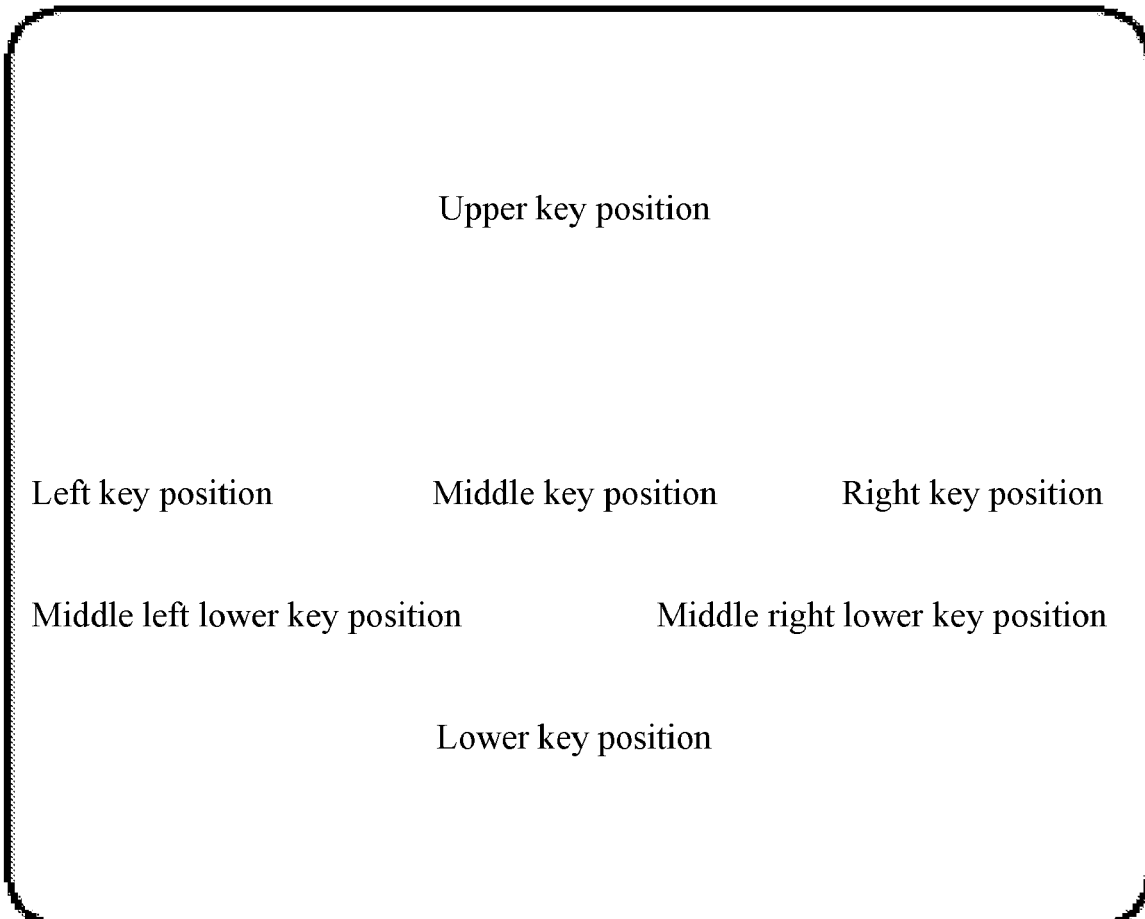 Upper key position
Left key position Middle key position Right key position
Middle left lower key position Middle right lower key position
Lower key position